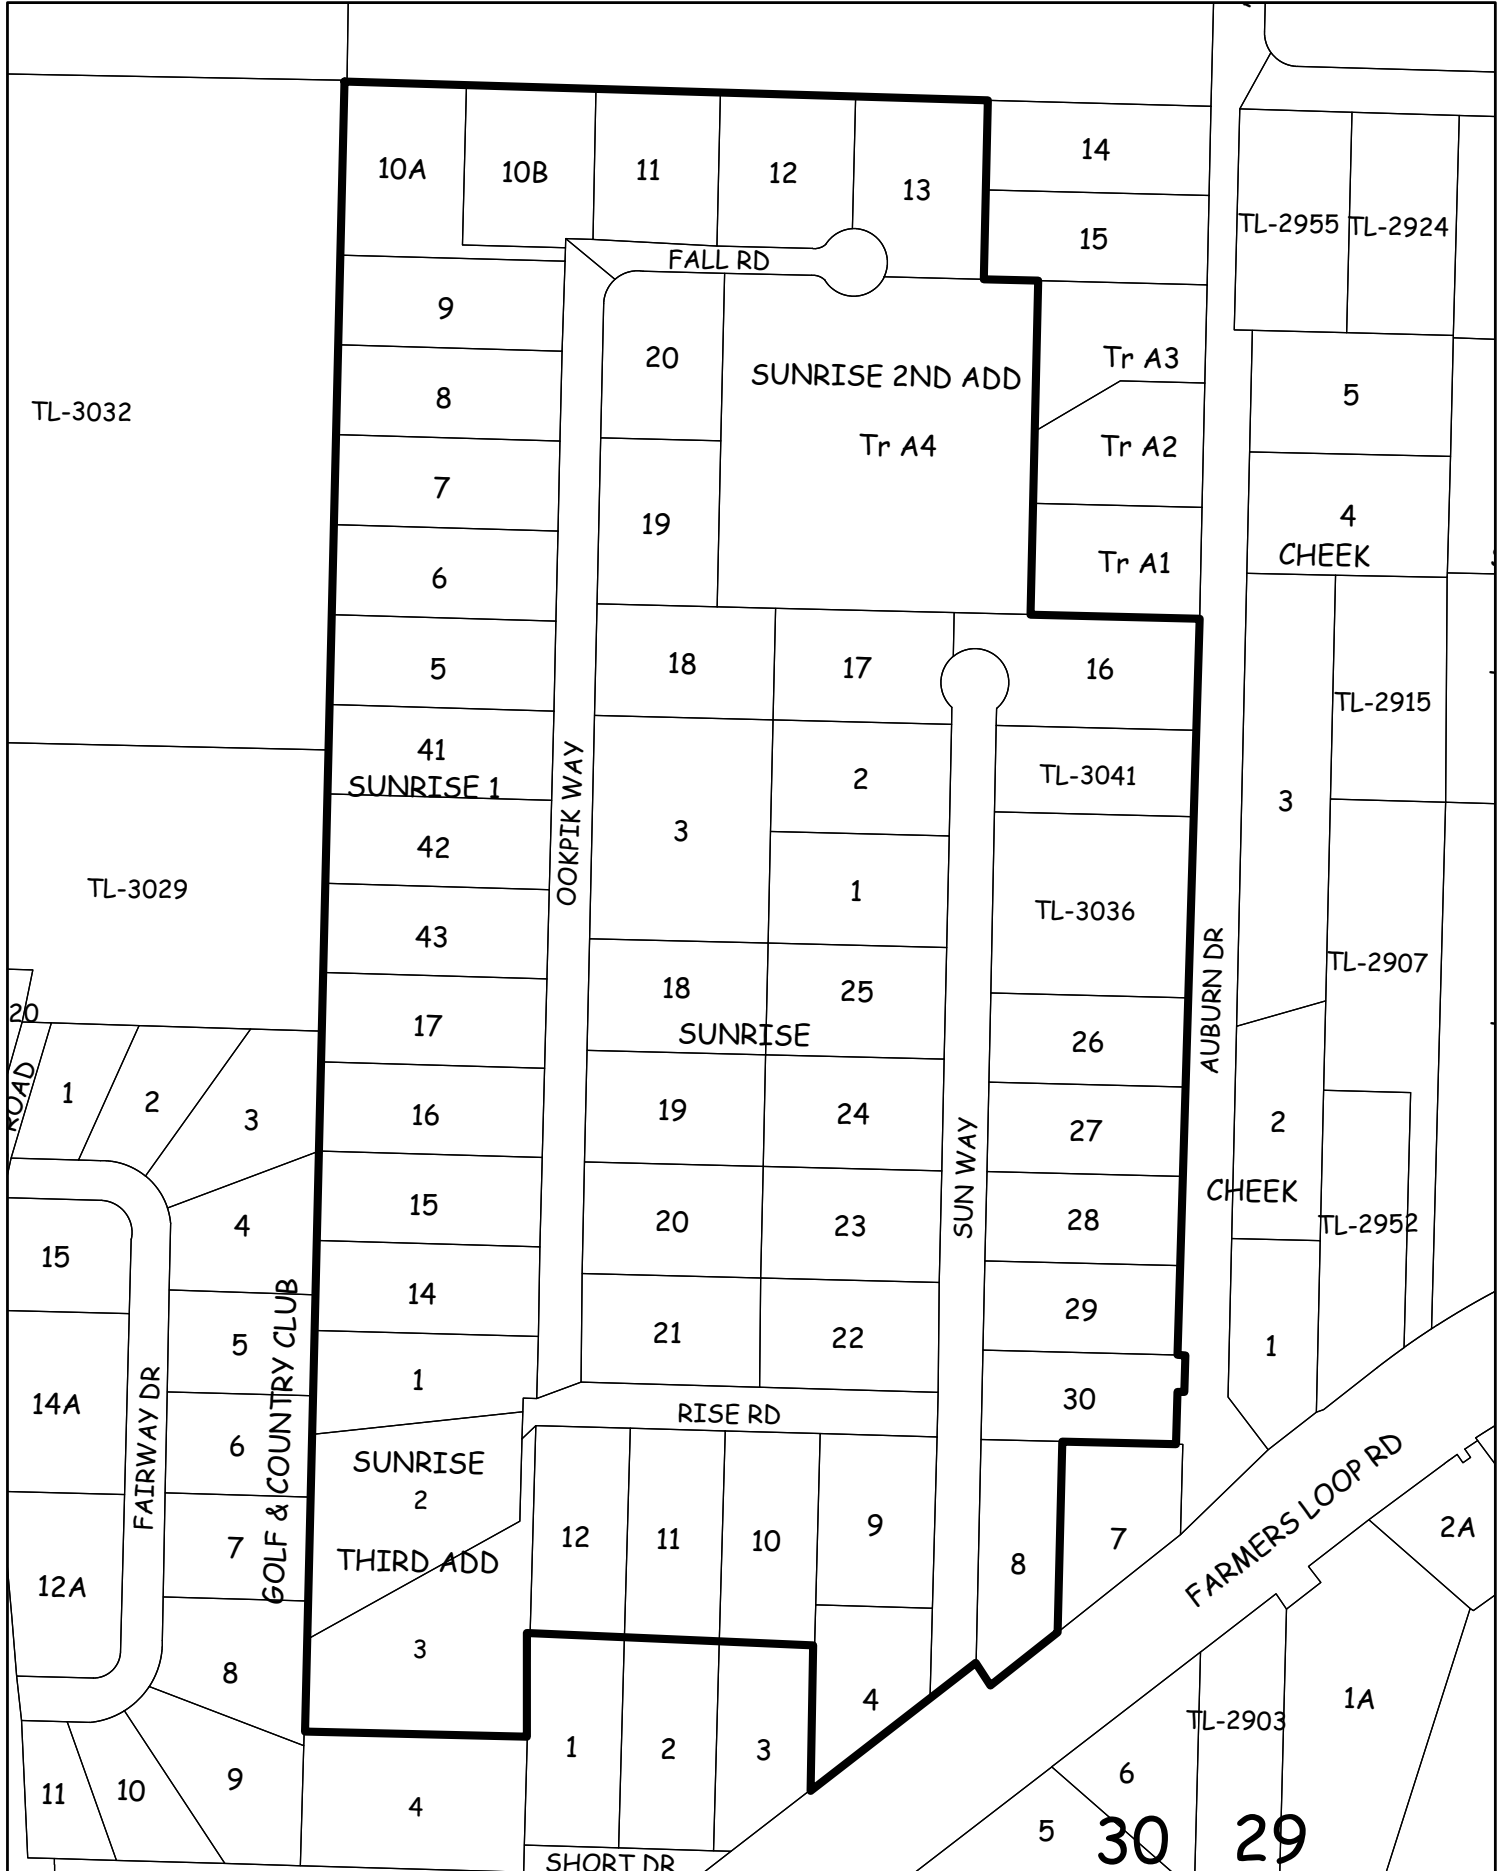 10A
10B
11
12
13
14
15
TL-2955
TL-2924
FALL RD
9
20
SUNRISE 2ND ADD
Tr A4
Tr A3
8
TL-3032
5
Tr A2
7
19
4
CHEEK
Tr A1
6
5
18
17
16
TL-2915
41
SUNRISE 1
OOKPIK WAY
2
TL-3041
3
3
42
TL-3029
1
TL-3036
43
AUBURN DR
TL-2907
18
25
20
17
SUNRISE
26
ROAD
1
2
3
16
19
24
27
2
SUN WAY
CHEEK
15
4
20
23
28
TL-2952
15
14
29
5
GOLF & COUNTRY CLUB
21
22
1
1
30
14A
FAIRWAY DR
RISE RD
6
SUNRISE
2
THIRD ADD
12
11
10
9
8
7
FARMERS LOOP RD
2A
7
12A
3
8
4
1A
TL-2903
1
2
3
6
9
10
11
4
5
30
29
SHORT DR